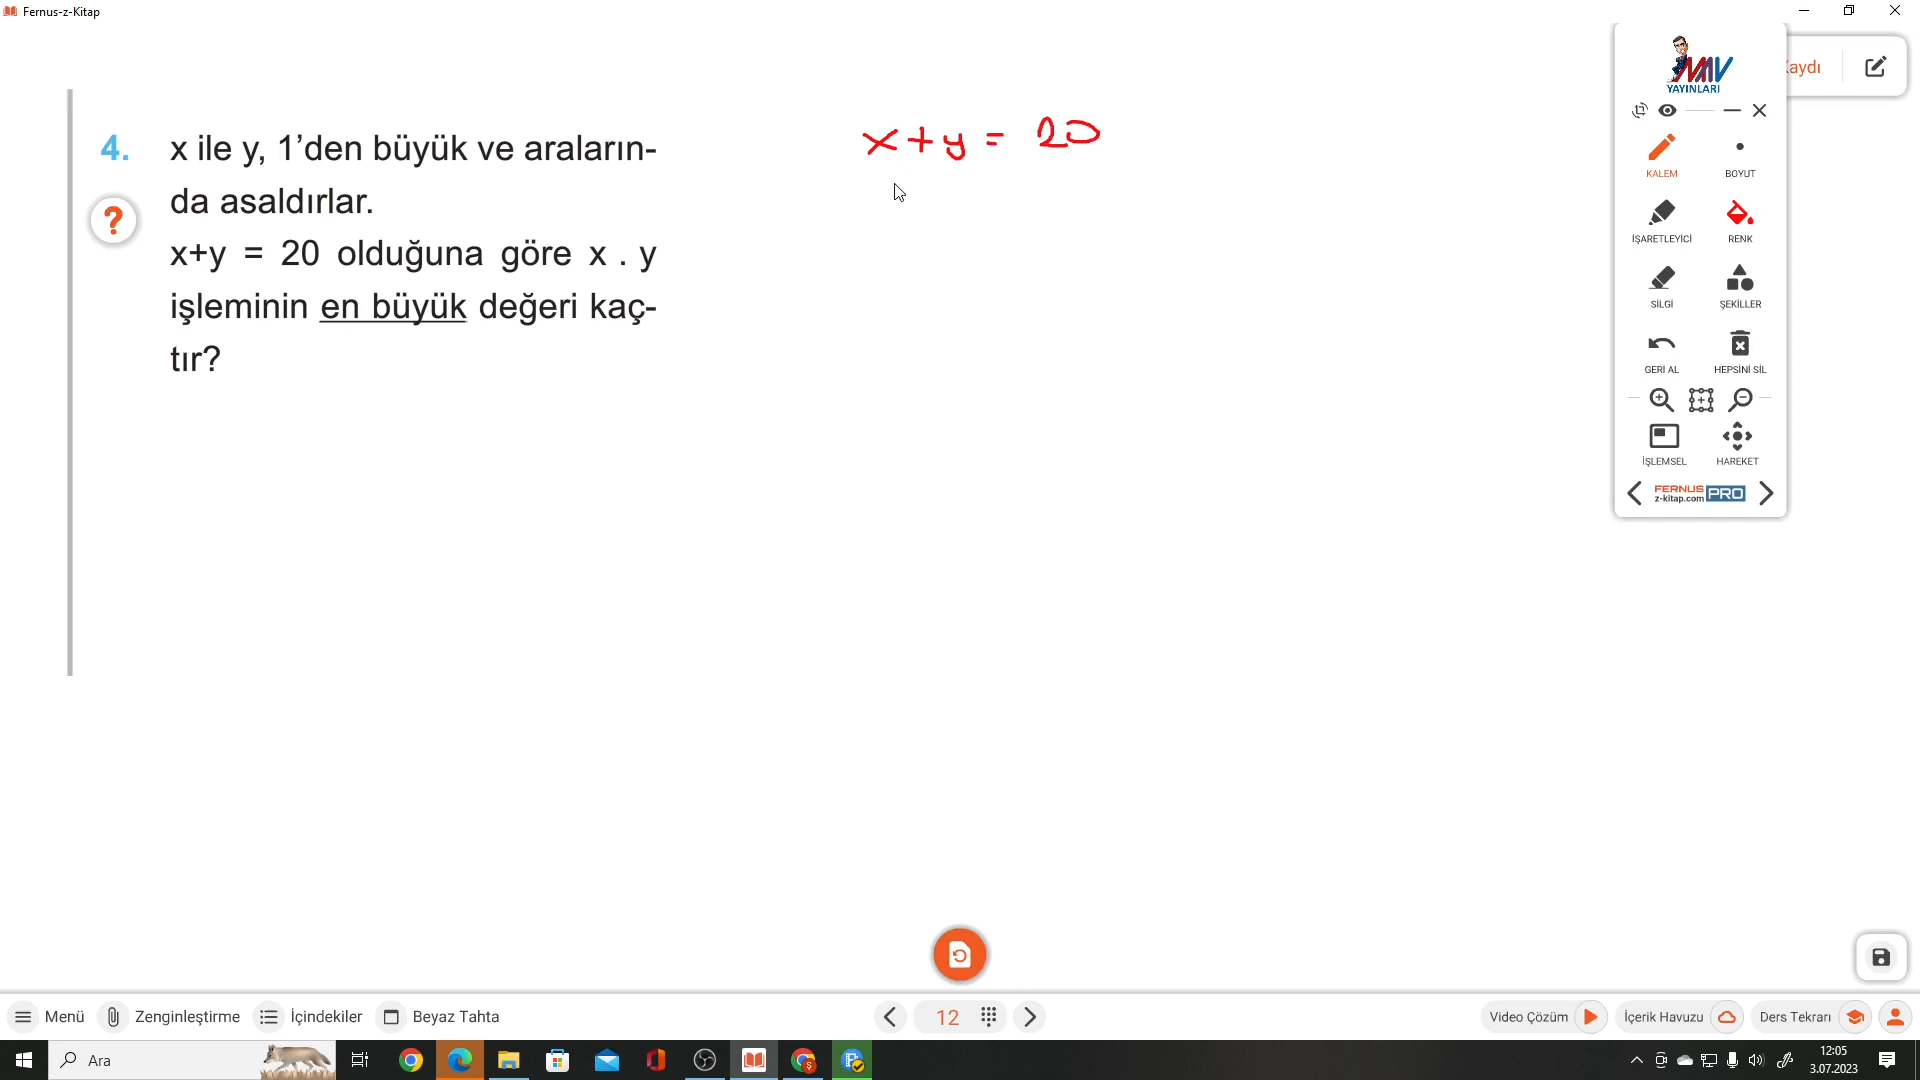 Fernus-z-Kitap
MAV
YAYINLARI
Kaydı
4. x ile y, 1’den büyük ve araların-
da asaldırlar.
x+y = 20 olduğuna göre x . y
işleminin en büyük değeri kaç-
tır?
?
x+y = 20
KALEM BOYUT
İŞARETLEYİCİ RENK
SİLGİ ŞEKİLLER
GERİ AL HEPSİNİ SİL
İŞLEMSEL HAREKET
FERNUS PRO
z-kitap.com
Menü Zenginleştirme İçindekiler Beyaz Tahta 12 Video Çözüm İçerik Havuzu Ders Tekrarı
Ara 12:05
3.07.2023